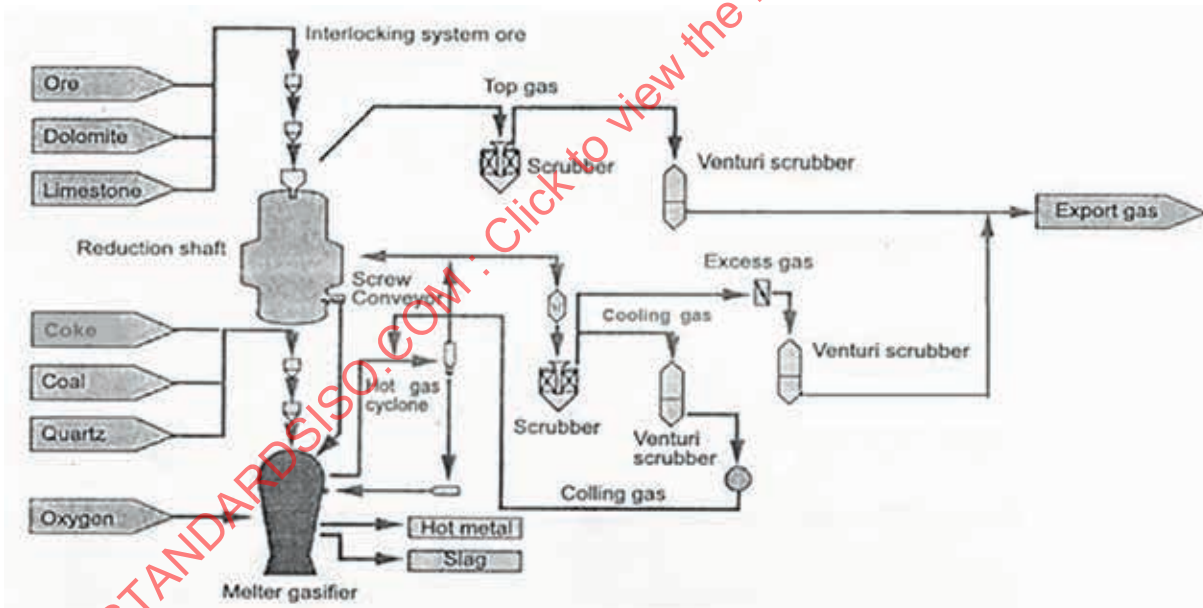 Interlocking system ore
Ore
Dolomite
Limestone
Top gas
Scrubber
Venturi scrubber
Export gas
Reduction shaft
Screw
Conveyor
Excess gas
Cooling gas
Venturi scrubber
Coke
Coal
Quartz
Hot gas
cyclone
Scrubber
Venturi
scrubber
Colling gas
Oxygen
Hot metal
Slag
Melter gasifier
STANDARDSISO.COM : Click to view the